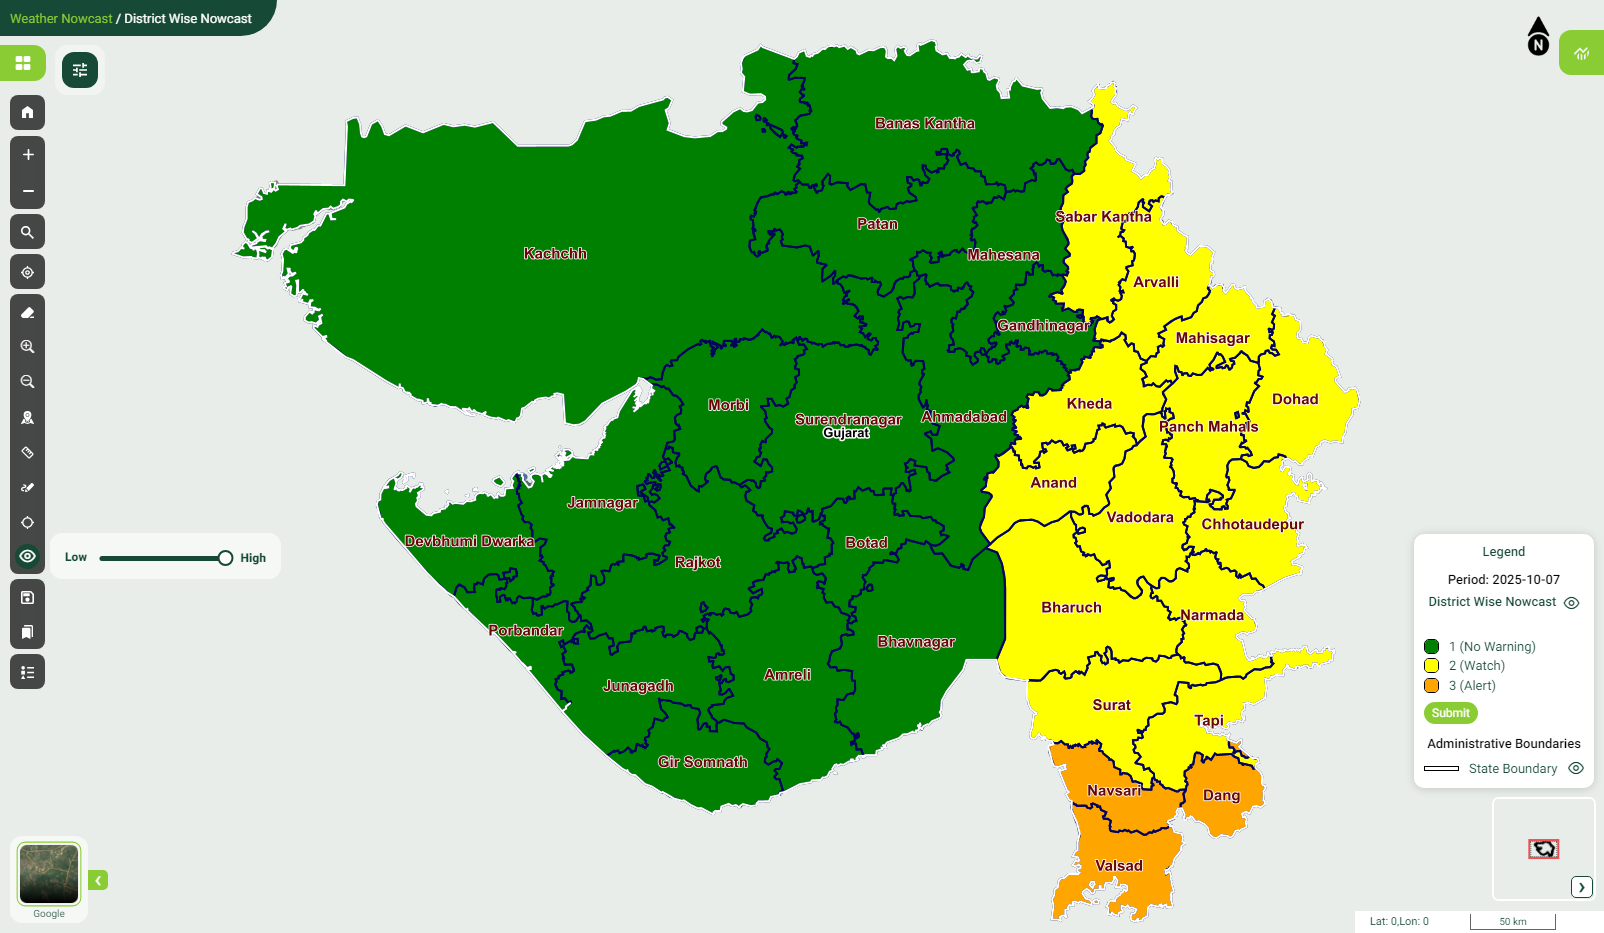 Weather Nowcast / District Wise Nowcast
N
Banas Kantha
Sabar Kantha
Patan
Kachchh
Mahesana
Arvalli
Gandhinagar
Mahisagar
Dohad
Morbi
Kheda
Surendranagar
Ahmadabad
Gujarat
Panch Mahals
Anand
Jamnagar
Vadodara
Chhotaudepur
Devbhumi Dwarka
Botad
Low
High
Rajkot
Legend
Period: 2025-10-07
District Wise Nowcast
Bharuch
Narmada
Porbandar
Bhavnagar
1 (No Warning)
2 (Watch)
3 (Alert)
Amreli
Junagadh
Surat
Tapi
Submit
Administrative Boundaries
State Boundary
Gir Somnath
Navsari
Dang
Valsad
Google
Lat: 0,Lon: 0
50 km